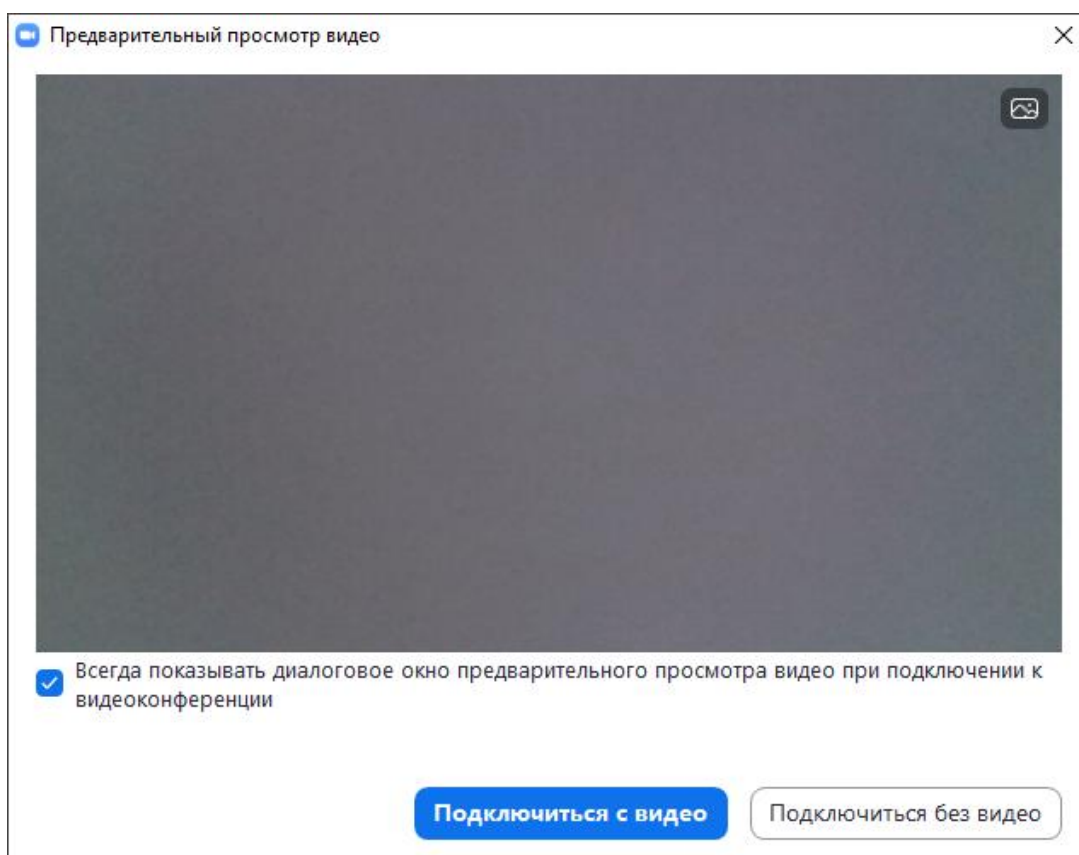 Предварительный просмотр видео
Всегда показывать диалоговое окно предварительного просмотра видео при подключении к
видеоконференции
Подключиться с видео
Подключиться без видео